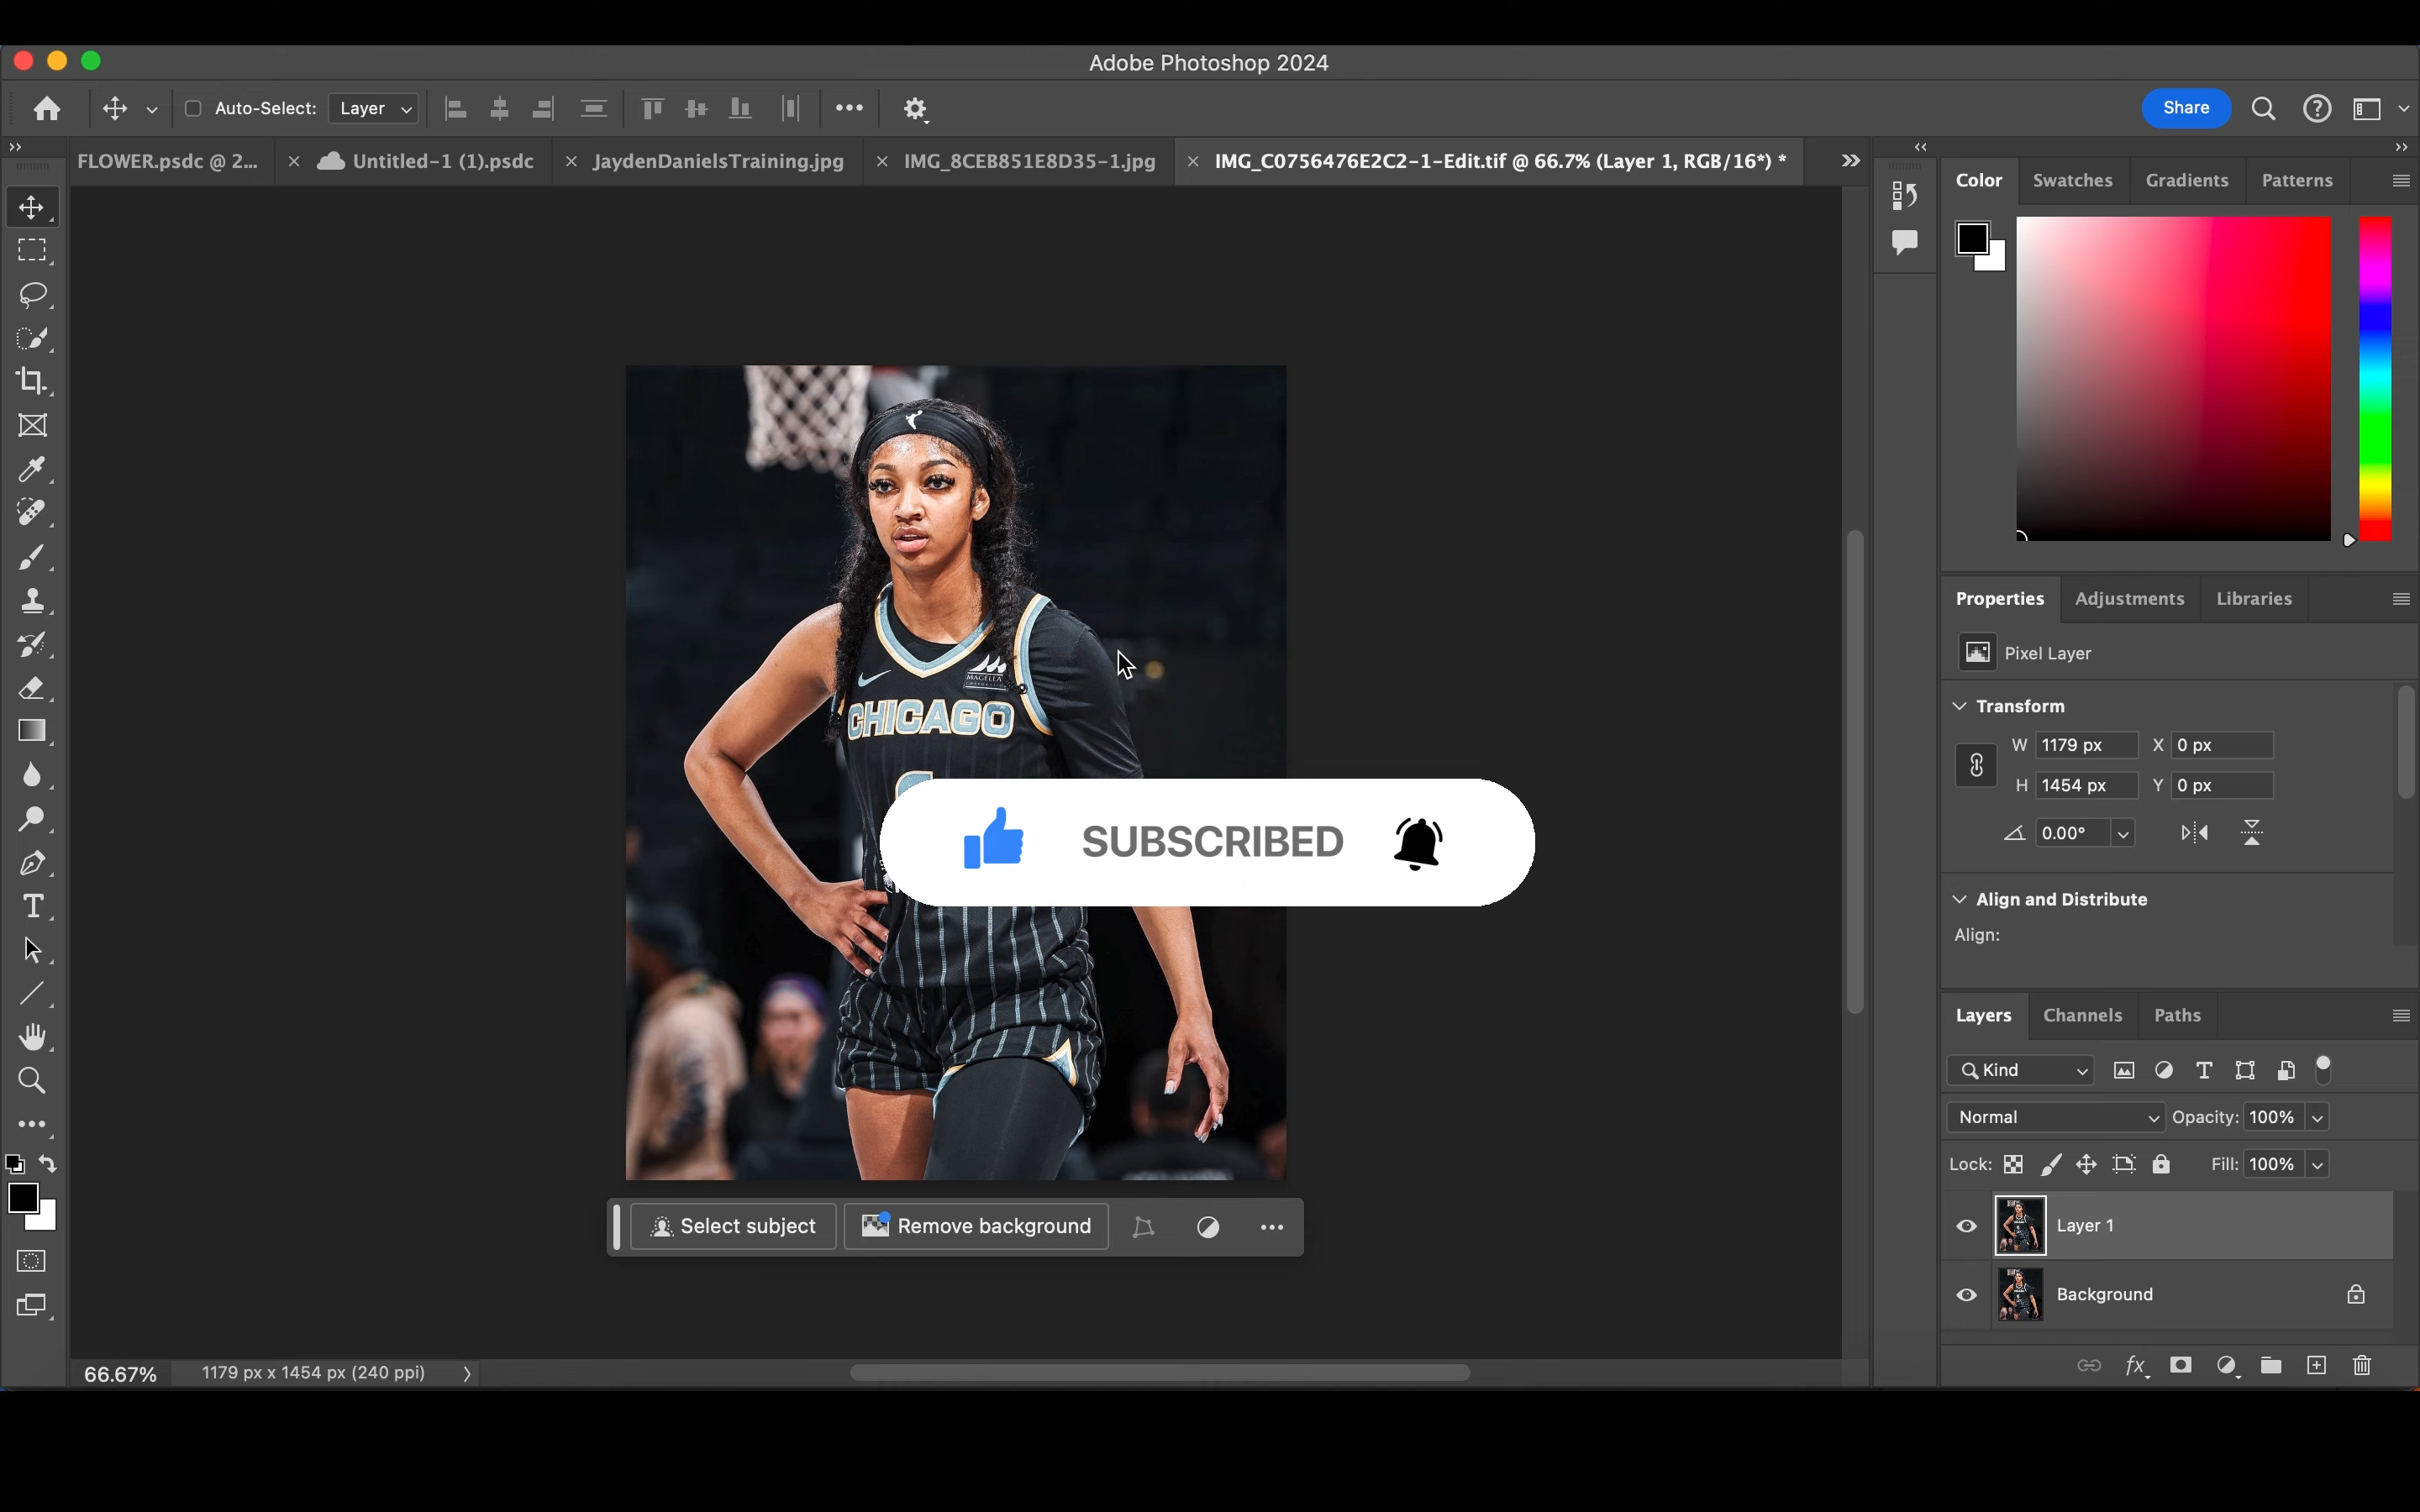 Adobe Photoshop 2024
Auto-Select: Layer
Share
FLOWER.psdc @ 2... × Untitled-1 (1).psdc × JaydenDanielsTraining.jpg × IMG_8CEB851E8D35-1.jpg × IMG_C0756476E2C2-1-Edit.tif @ 66.7% (Layer 1, RGB/16*) *
Color Swatches Gradients Patterns
Properties Adjustments Libraries
Pixel Layer
Transform
W 1179 px X 0 px
H 1454 px Y 0 px
0.00°
Align and Distribute
Align:
CHICAGO
SUBSCRIBED
Select subject Remove background
Layers Channels Paths
Kind
Normal Opacity: 100%
Lock: Fill: 100%
Layer 1
Background
fx
66.67% 1179 px x 1454 px (240 ppi)